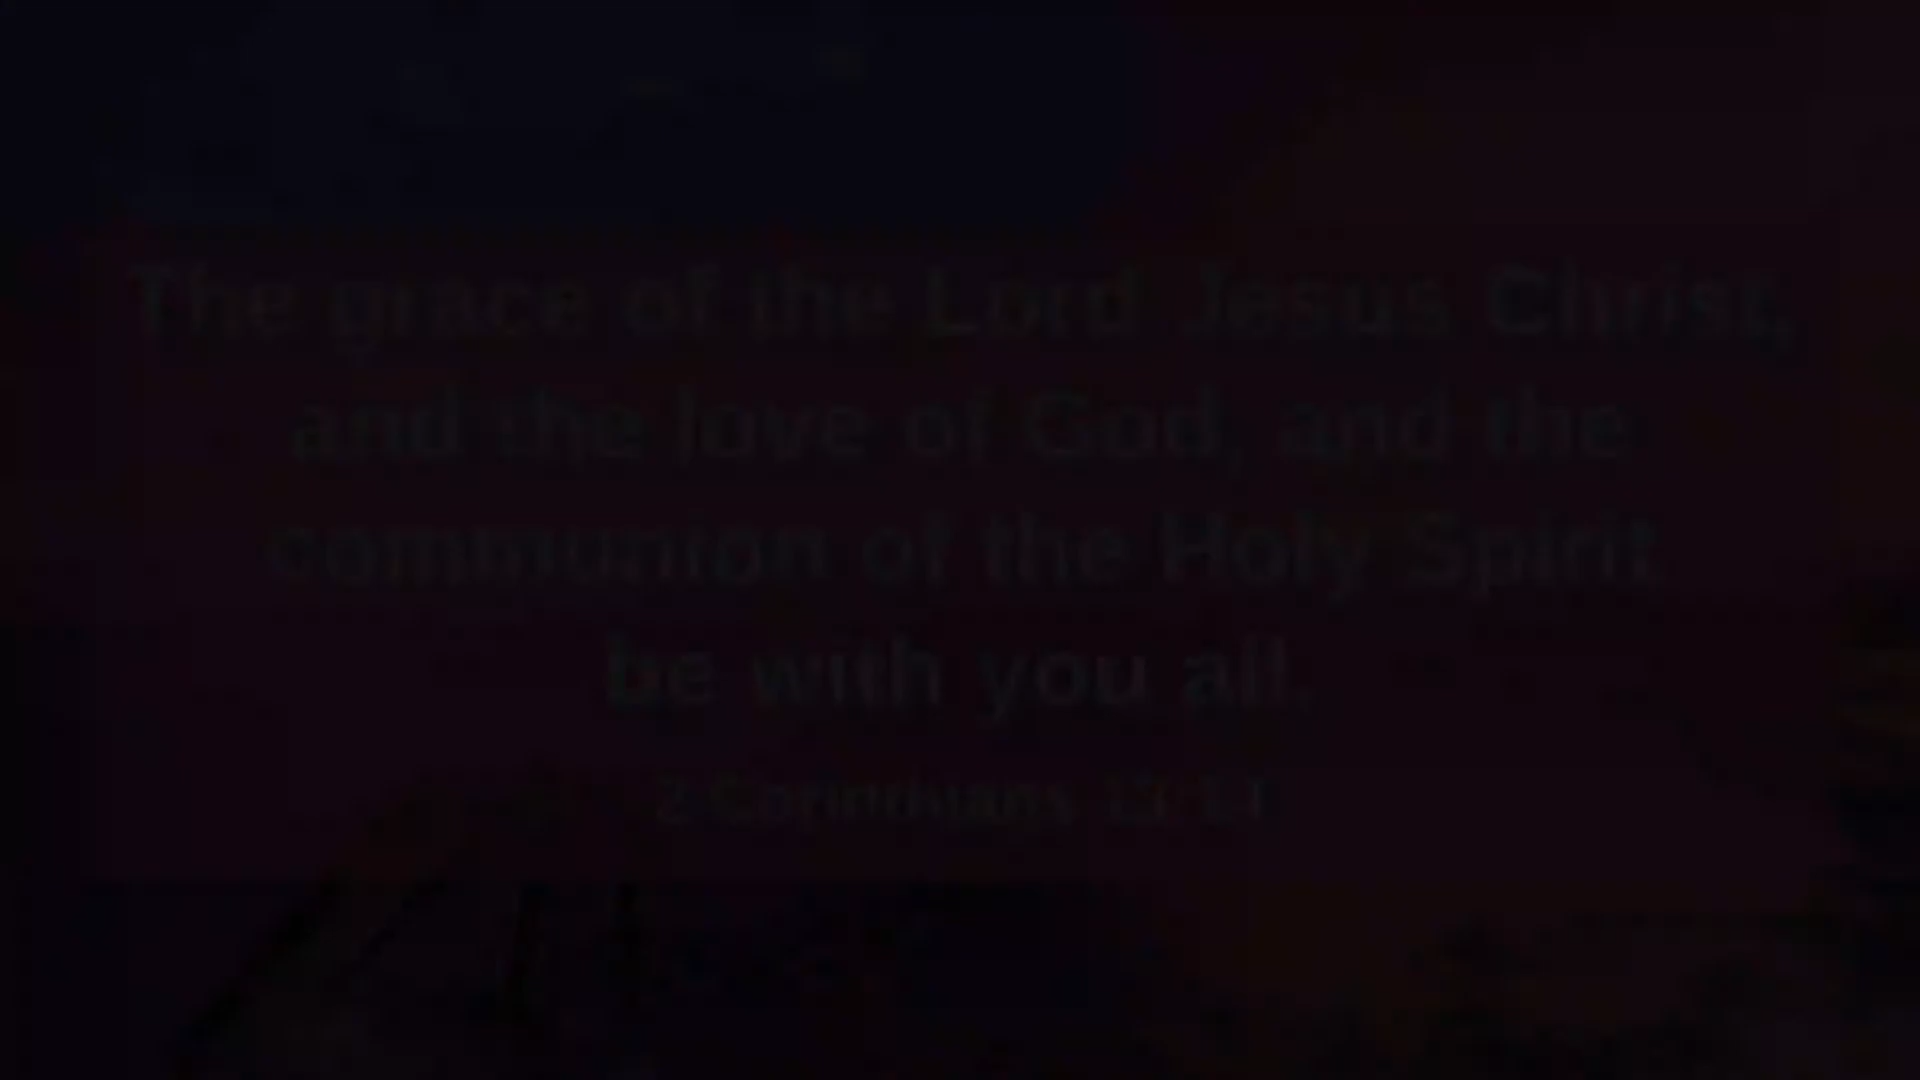 The grace of the Lord Jesus Christ,
and the love of God, and the
communion of the Holy Spirit
be with you all.
2 Corinthians 13:14